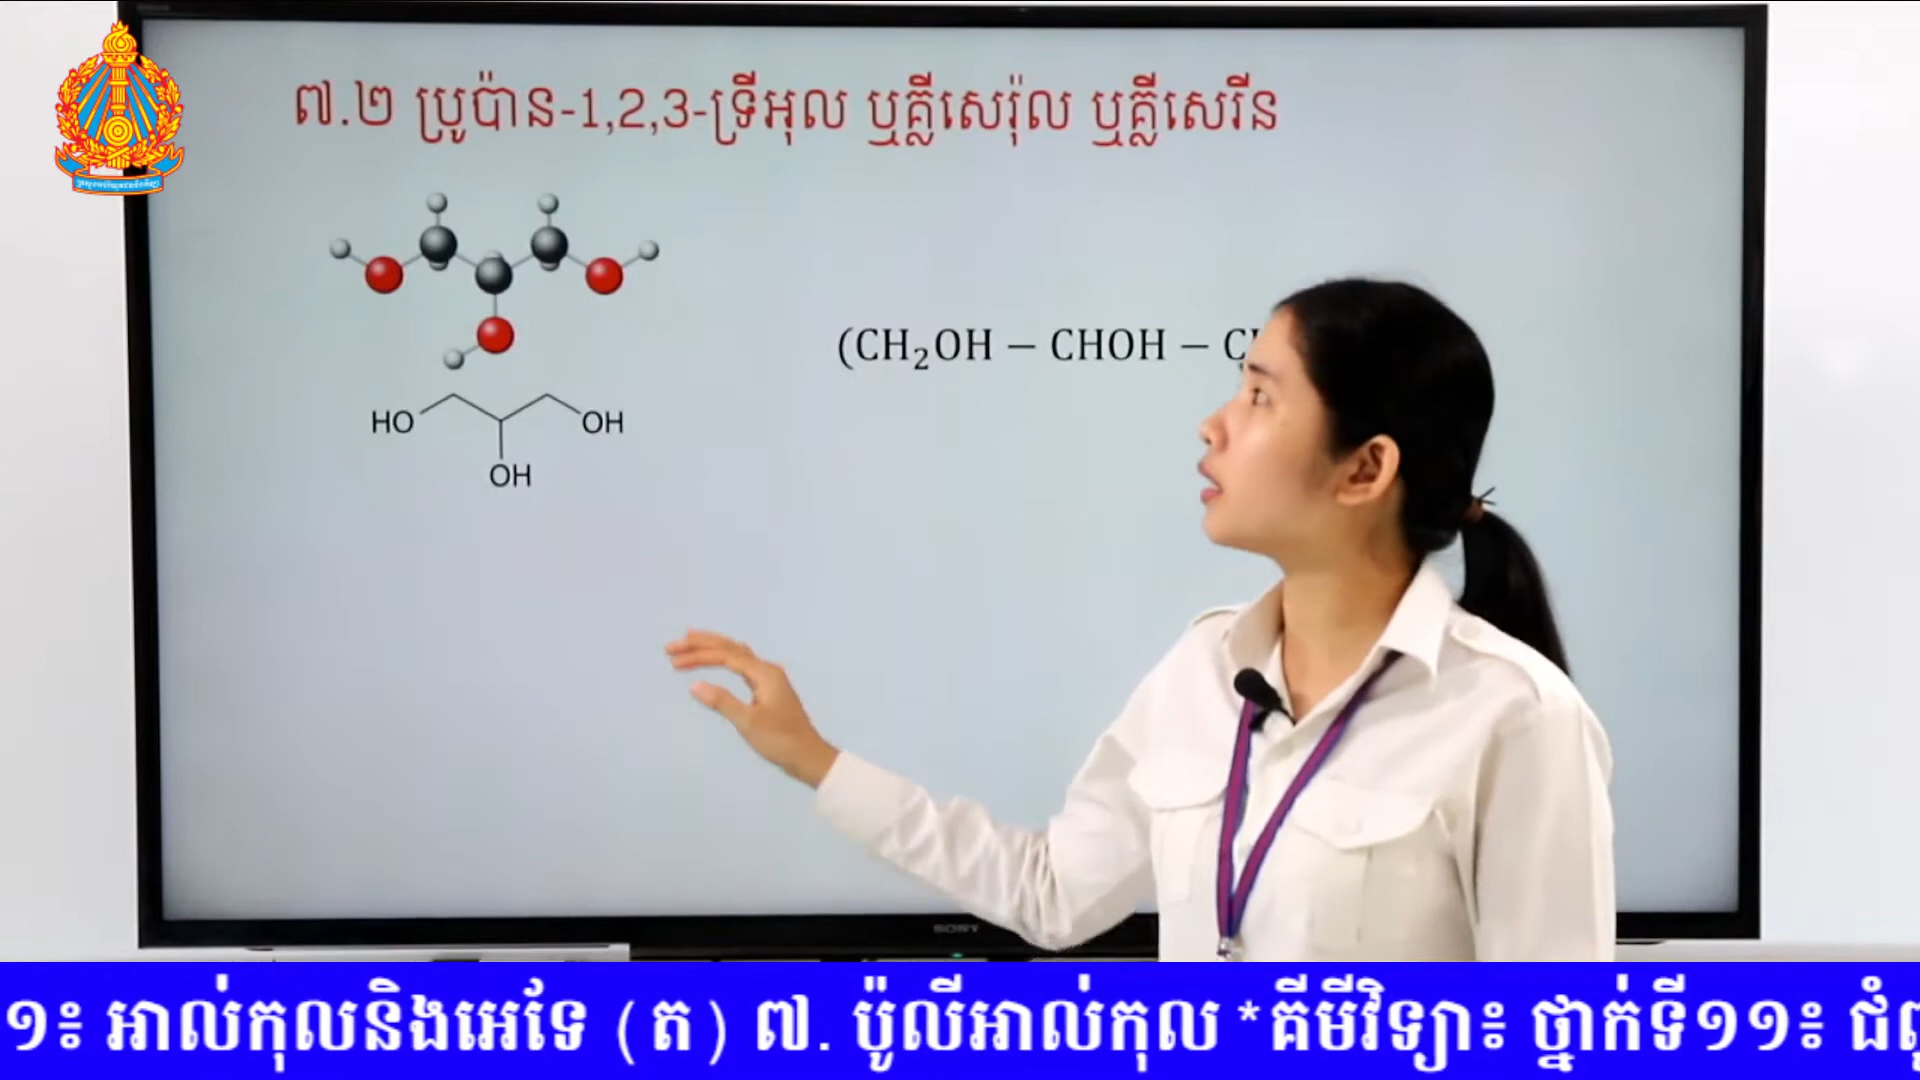 ៧.២ ប្រូប៉ាន-1,2,3-ទ្រីអុល ឬគ្លីសេរ៉ុល ឬគ្លីសេរីន
(CH₂OH – CHOH – C
HO
OH
OH
SONY
១៖ អាល់កុលនិងអេទែ (ត) ៧. ប៉ូលីអាល់កុល *គីមីវិទ្យា៖ ថ្នាក់ទី១១៖ ជំពូ